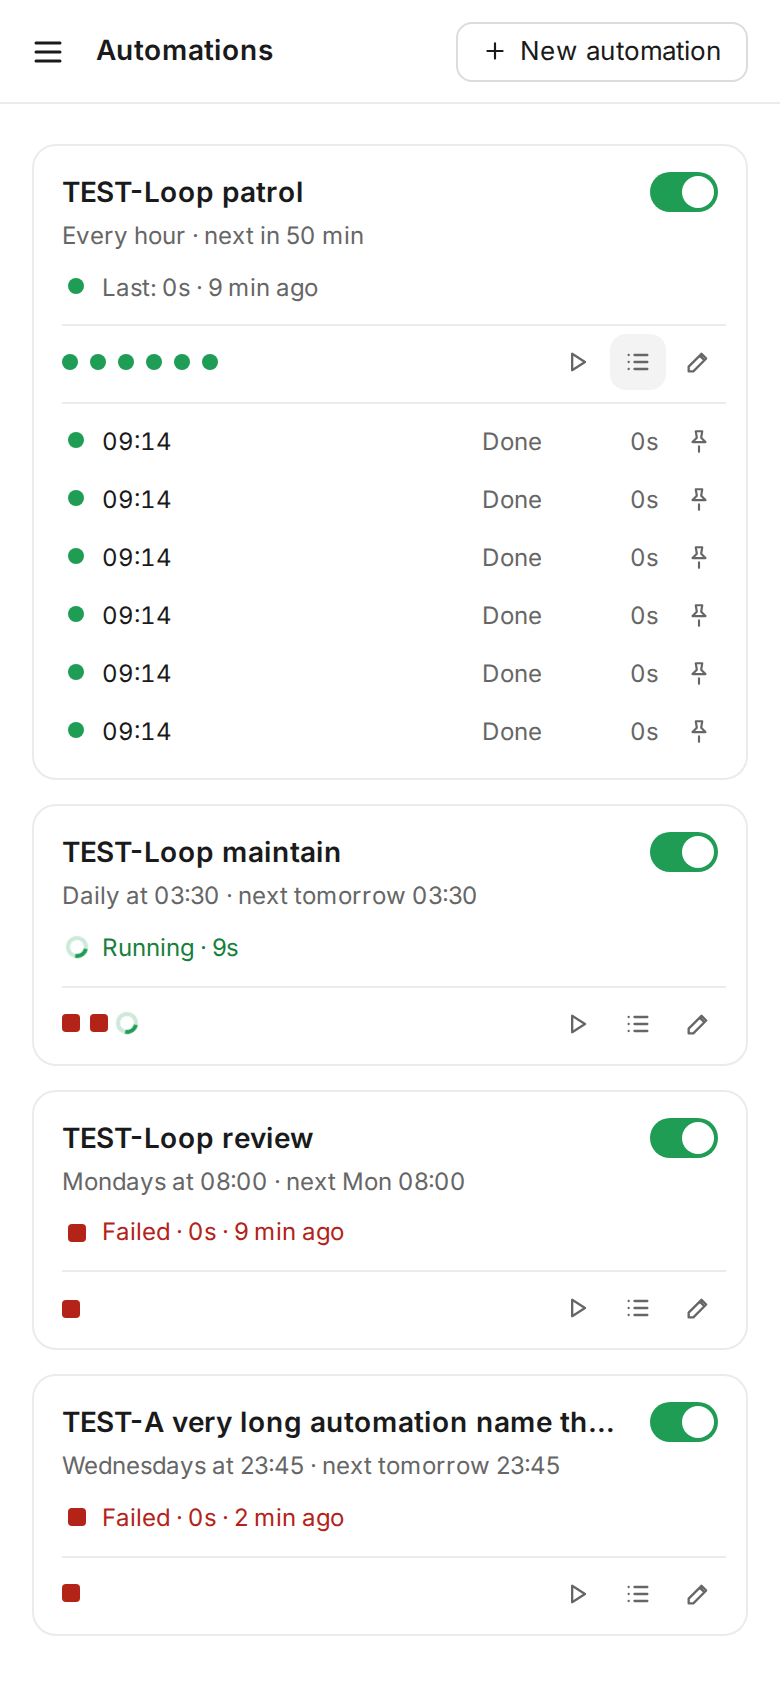 Automations
+ New automation
TEST-Loop patrol
Every hour · next in 50 min
Last: 0s · 9 min ago
09:14 Done 0s
09:14 Done 0s
09:14 Done 0s
09:14 Done 0s
09:14 Done 0s
09:14 Done 0s
TEST-Loop maintain
Daily at 03:30 · next tomorrow 03:30
Running · 9s
TEST-Loop review
Mondays at 08:00 · next Mon 08:00
Failed · 0s · 9 min ago
TEST-A very long automation name th...
Wednesdays at 23:45 · next tomorrow 23:45
Failed · 0s · 2 min ago